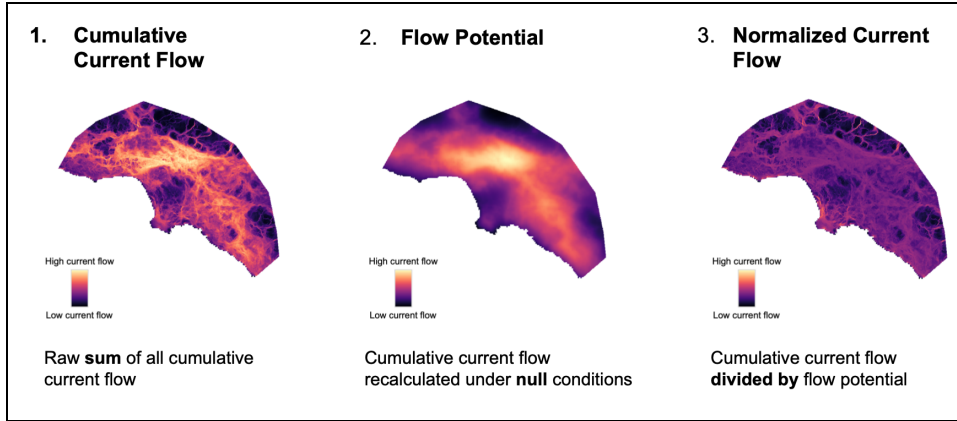 1. Cumulative
Current Flow
High current flow
Low current flow
Raw sum of all cumulative
current flow
2. Flow Potential
High current flow
Low current flow
Cumulative current flow
recalculated under null conditions
3. Normalized Current
Flow
High current flow
Low current flow
Cumulative current flow
divided by flow potential